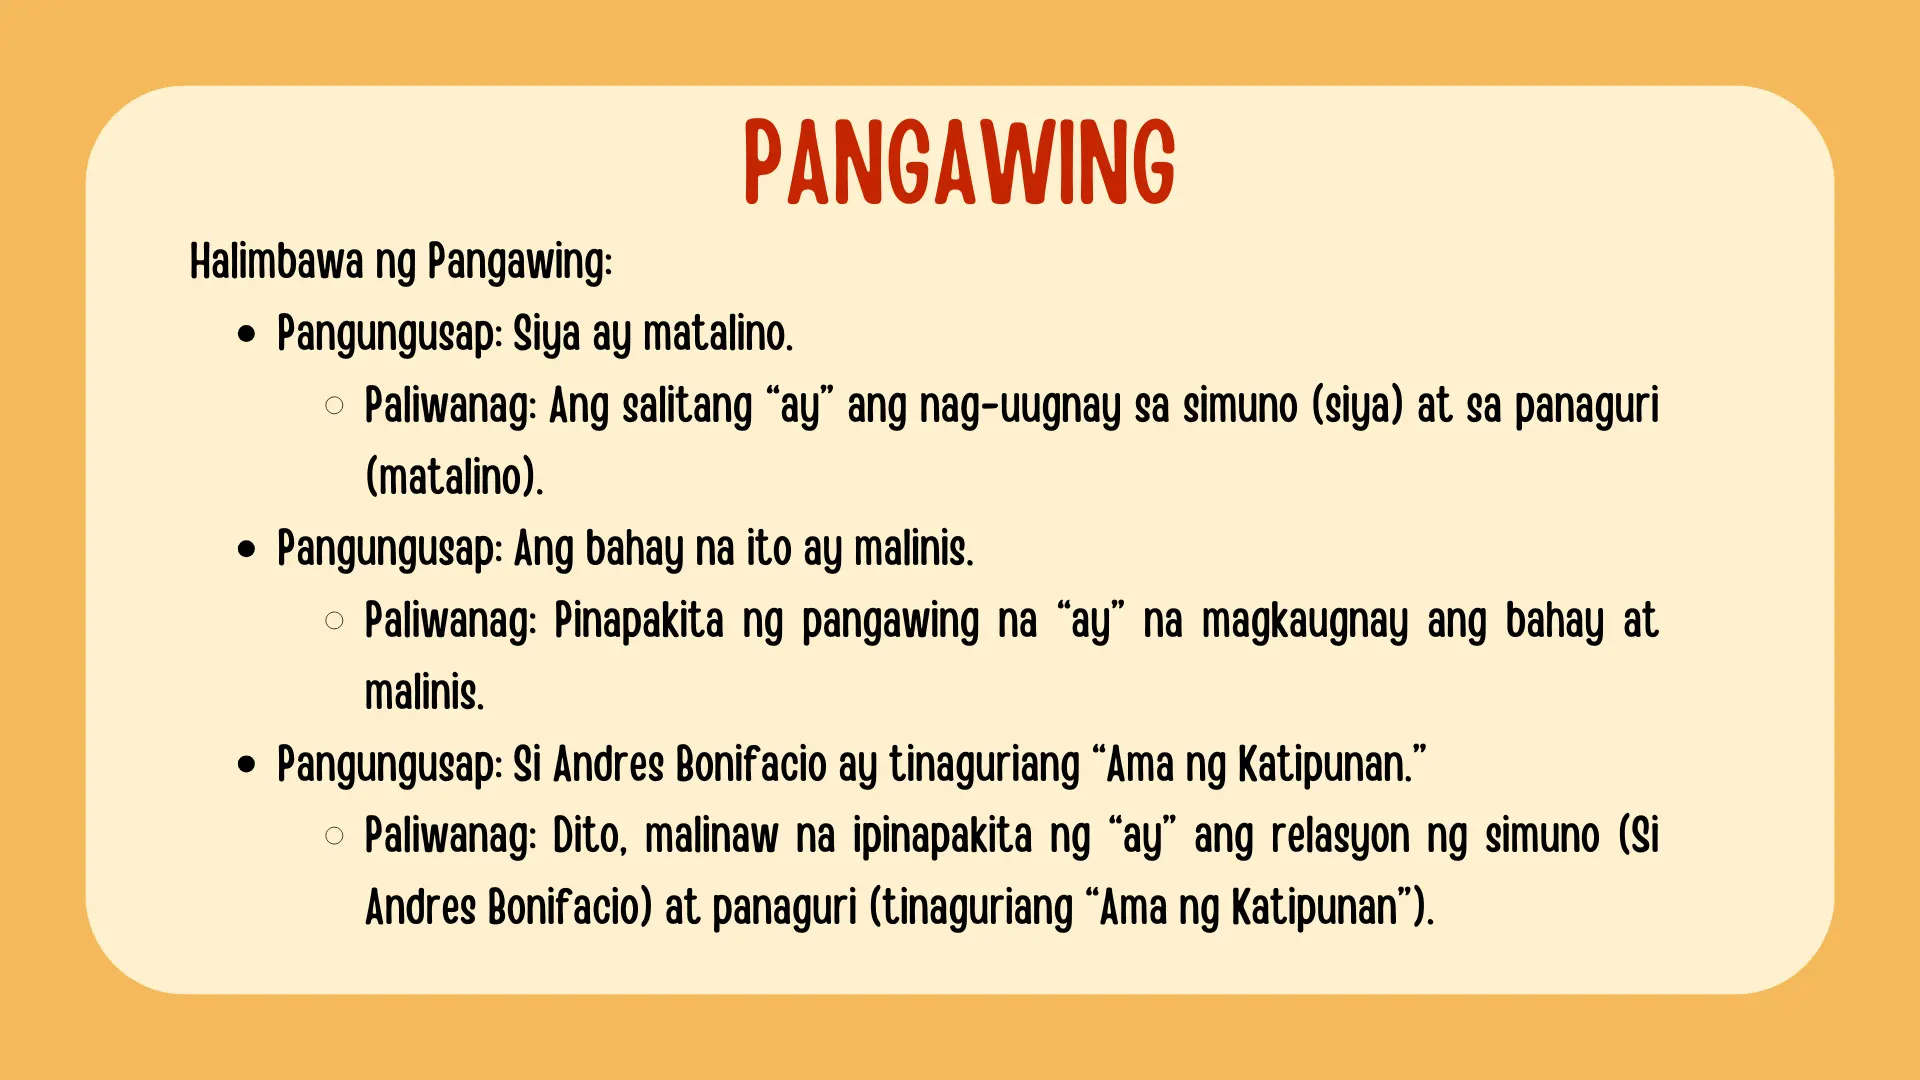 PANGAWING
Halimbawa ng Pangawing:
• Pangungusap: Siya ay matalino.
○ Paliwanag: Ang salitang “ay” ang nag-uugnay sa simuno (siya) at sa panaguri
(matalino).
• Pangungusap: Ang bahay na ito ay malinis.
○ Paliwanag: Pinapakita ng pangawing na “ay” na magkaugnay ang bahay at
malinis.
• Pangungusap: Si Andres Bonifacio ay tinaguriang “Ama ng Katipunan.”
○ Paliwanag: Dito, malinaw na ipinapakita ng “ay” ang relasyon ng simuno (Si
Andres Bonifacio) at panaguri (tinaguriang “Ama ng Katipunan”).